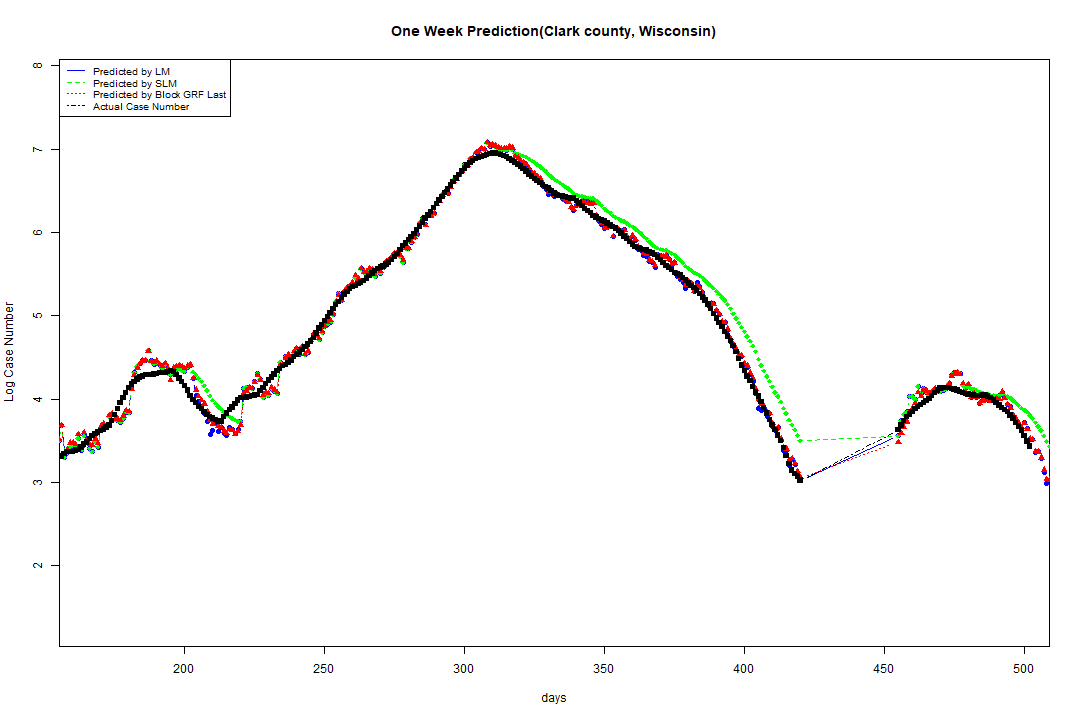 One Week Prediction(Clark county, Wisconsin)
Predicted by LM
Predicted by SLM
Predicted by Block GRF Last
Actual Case Number
8
7
6
5
4
3
2
Log Case Number
200 250 300 350 400 450 500
days